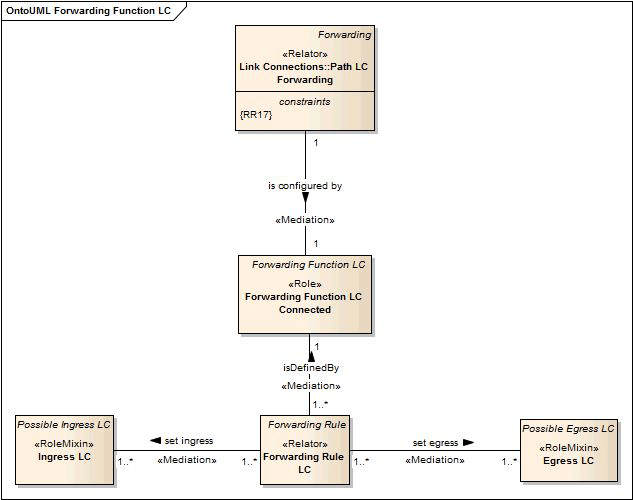 OntoUML Forwarding Function LC
Forwarding
«Relator»
Link Connections::Path LC
Forwarding
constraints
{RR17}
1
is configured by
«Mediation»
1
Forwarding Function LC
«Role»
Forwarding Function LC
Connected
1
isDefinedBy
«Mediation»
1..*
Possible Ingress LC
«RoleMixin»
Ingress LC
set ingress
1..*
«Mediation»
1..*
Forwarding Rule
«Relator»
Forwarding Rule
LC
set egress
1..*
«Mediation»
1..*
Possible Egress LC
«RoleMixin»
Egress LC